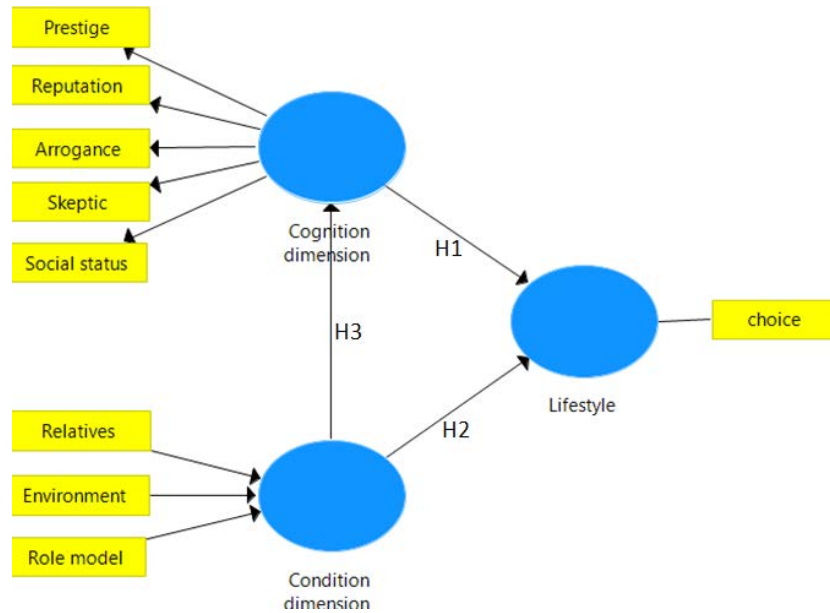 Prestige
Reputation
Arrogance
Skeptic
Social status
Cognition
dimension
H1
H3
choice
Lifestyle
H2
Relatives
Environment
Role model
Condition
dimension